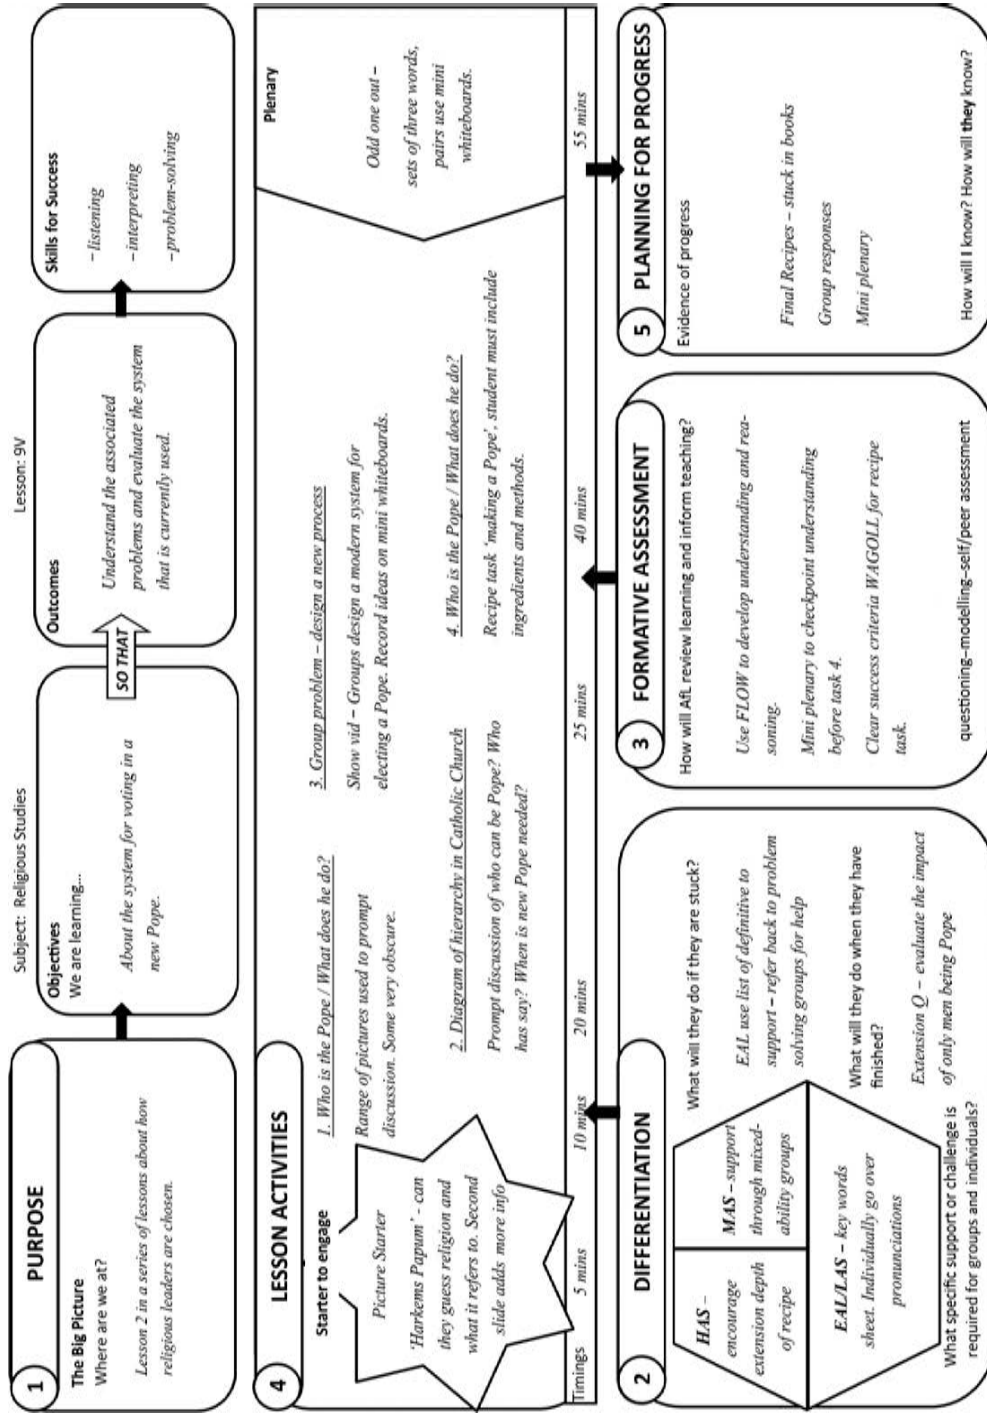 Subject: Religious Studies
Lesson: 9V
1
PURPOSE
The Big Picture
Where are we at?
Lesson 2 in a series of lessons about how
religious leaders are chosen.
Objectives
We are learning...
About the system for voting in a
new Pope.
SO THAT
Outcomes
Understand the associated
problems and evaluate the system
that is currently used.
Skills for Success
–listening
–interpreting
–problem-solving
4
LESSON ACTIVITIES
Starter to engage
Picture Starter
'Harkems Papum' - can
they guess religion and
what it refers to. Second
slide adds more info
1. Who is the Pope / What does he do?
Range of pictures used to prompt
discussion. Some very obscure.
2. Diagram of hierarchy in Catholic Church
Prompt discussion of who can be Pope? Who
has say? When is new Pope needed?
3. Group problem – design a new process
Show vid – Groups design a modern system for
electing a Pope. Record ideas on mini whiteboards.
4. Who is the Pope / What does he do?
Recipe task 'making a Pope', student must include
ingredients and methods.
Plenary
Odd one out –
sets of three words,
pairs use mini
whiteboards.
Timings
5 mins
10 mins
20 mins
25 mins
40 mins
55 mins
2
DIFFERENTIATION
HAS –
encourage
extension depth
of recipe
MAS – support
through mixed-
ability groups
EAL/LAS – key words
sheet. Individually go over
pronunciations
What specific support or challenge is
required for groups and individuals?
What will they do if they are stuck?
EAL use list of definitive to
support – refer back to problem
solving groups for help
What will they do when they have
finished?
Extension Q – evaluate the impact
of only men being Pope
3
FORMATIVE ASSESSMENT
How will AfL review learning and inform teaching?
Use FLOW to develop understanding and rea-
soning.
Mini plenary to checkpoint understanding
before task 4.
Clear success criteria WAGOLL for recipe
task.
questioning–modelling–self/peer assessment
5
PLANNING FOR PROGRESS
Evidence of progress
Final Recipes – stuck in books
Group responses
Mini plenary
How will I know? How will they know?